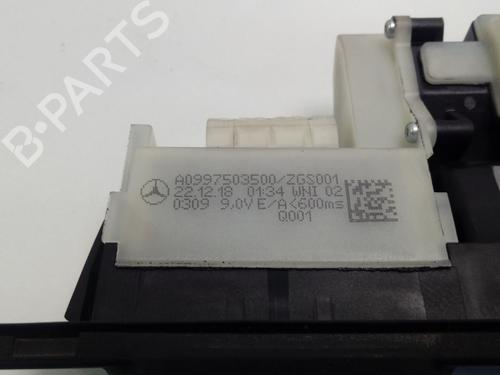 A0997503500/ZGS001
22.12.18 01:34 WNI 02
0309 9.0V E/A<600ms
Q001
B-PARTS